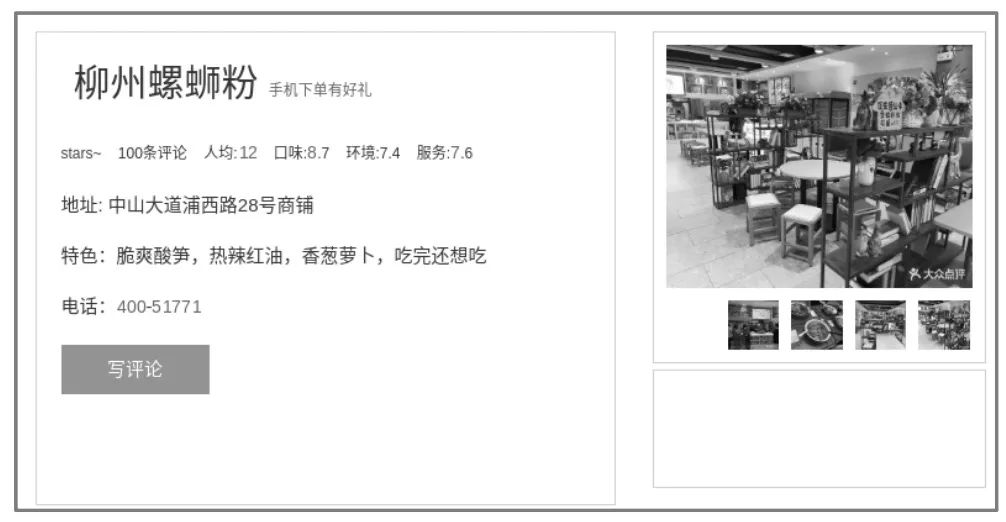 柳州螺蛳粉 手机下单有好礼
stars~ 100条评论 人均:12 口味:8.7 环境:7.4 服务:7.6
地址: 中山大道浦西路28号商铺
特色：脆爽酸笋，热辣红油，香葱萝卜，吃完还想吃
电话：400-51771
写评论
大众点评